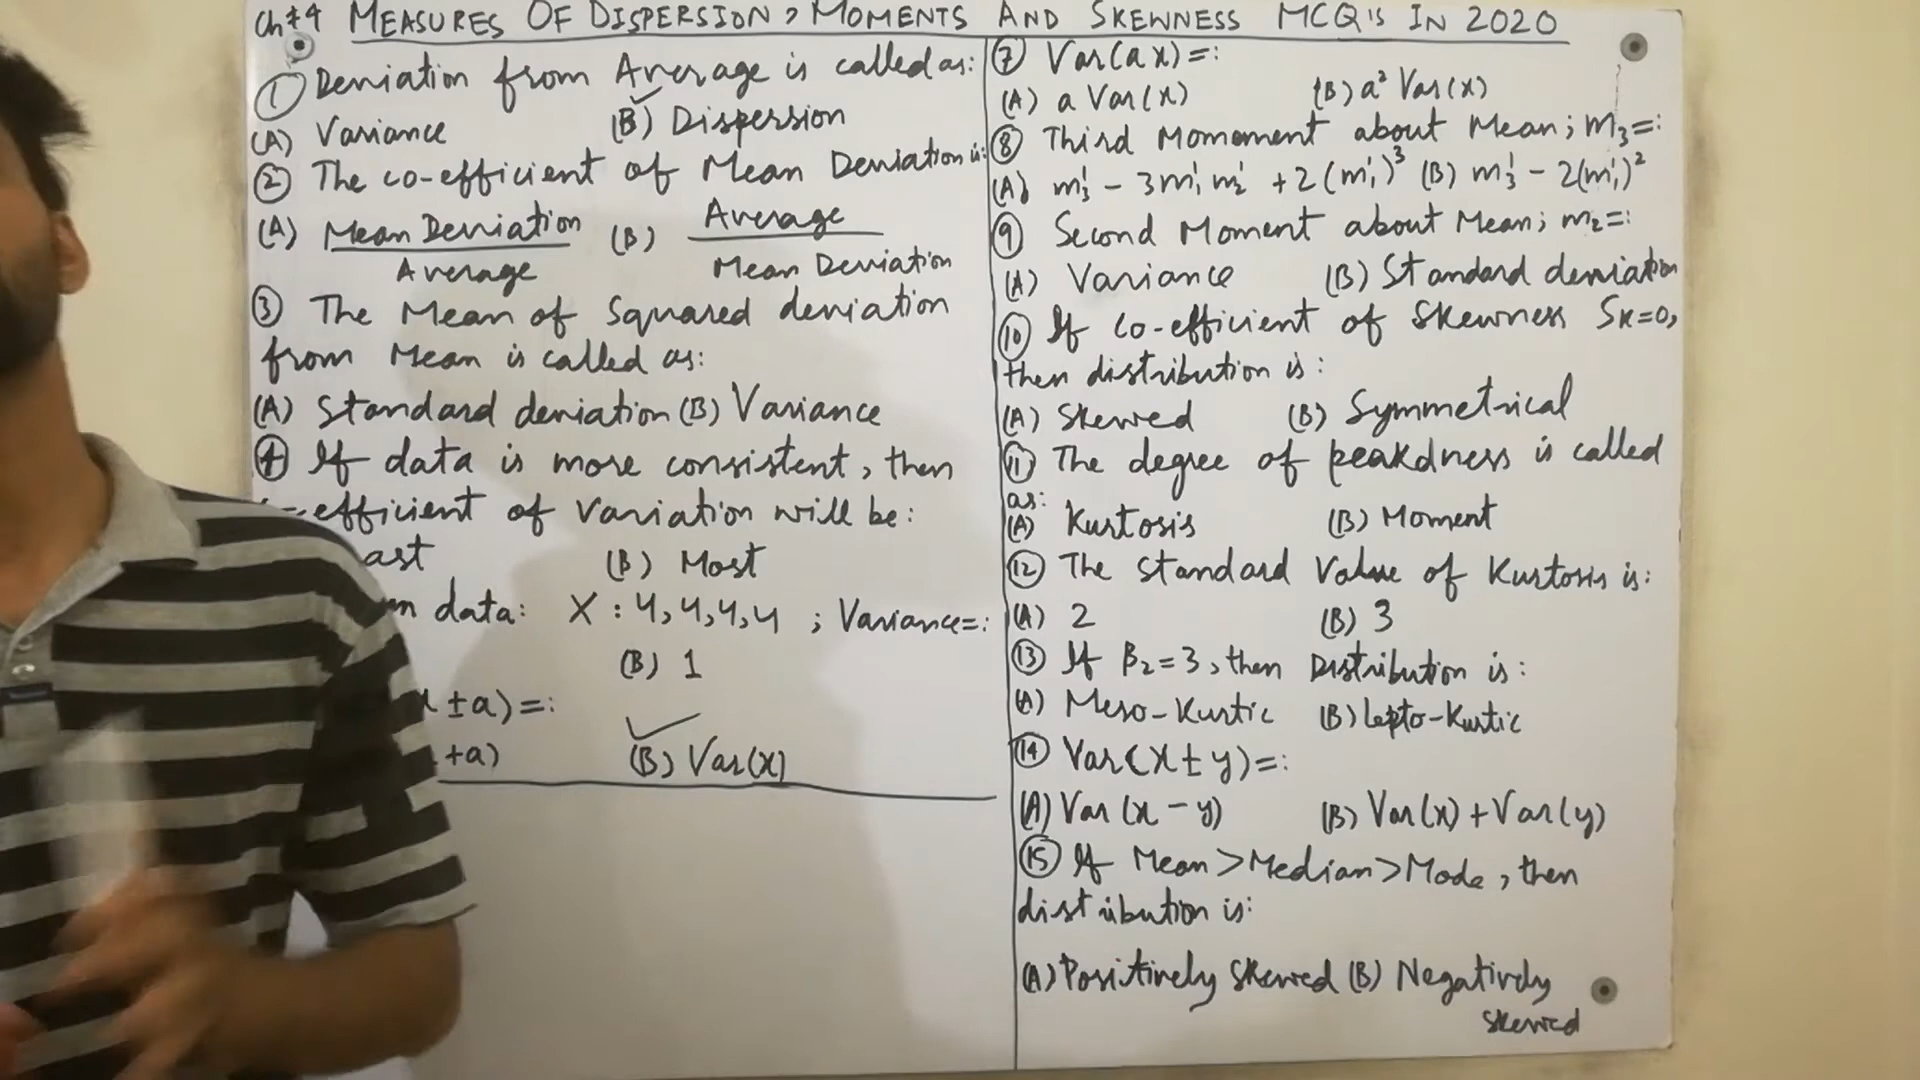 Ch#4 MEASURES OF DISPERSION, MOMENTS AND SKEWNESS MCQ's IN 2020
① Deviation from Average is called as:
(A) Variance (B) Dispersion
② The co-efficient of Mean Deviation is:
(A) Mean Deviation / Average (B) Average / Mean Deviation
③ The Mean of Squared deviation
from Mean is called as:
(A) Standard deviation (B) Variance
④ If data is more consistent, then
-efficient of Variation will be:
ast (B) Most
data: X : 4, 4, 4, 4 ; Variance=:
(B) 1
± a) =:
+a) (B) Var(x)
⑦ Var(ax)=:
(A) a Var(x) (B) a² Var(x)
⑧ Third Momoment about Mean; m₃=:
(A) m₃' - 3m₁' m₂' + 2(m₁')³ (B) m₃' - 2(m₁')²
⑨ Second Moment about Mean; m₂=:
(A) Variance (B) Standard deviation
⑩ If co-efficient of Skewness Sk=0,
then distribution is:
(A) Skewed (B) Symmetrical
⑪ The degree of peakdness is called
as:
(A) Kurtosis (B) Moment
⑫ The standard Value of Kurtosis is:
(A) 2 (B) 3
⑬ If β₂=3, then Distribution is:
(A) Meso-Kurtic (B) Lepto-Kurtic
⑭ Var(x±y)=:
(A) Var(x-y) (B) Var(x)+Var(y)
⑮ If Mean>Median>Mode, then
distribution is:
(A) Positively Skewed (B) Negatively
Skewed